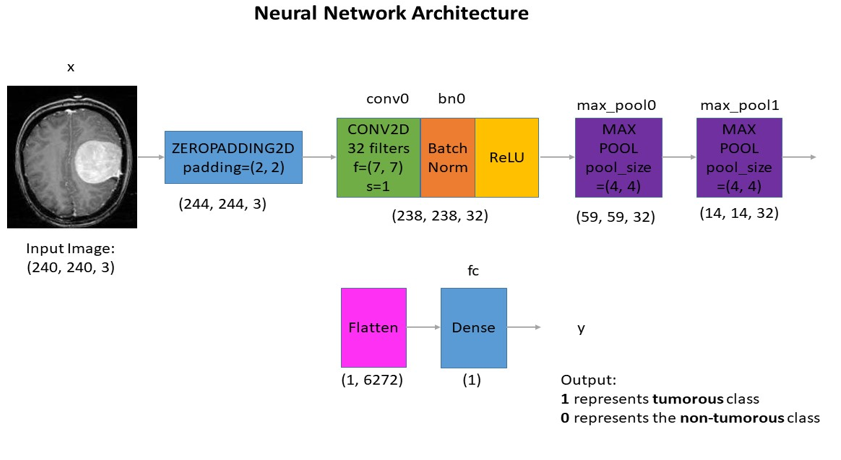 Neural Network Architecture
x
conv0
bn0
max_pool0
max_pool1
ZEROPADDING2D
padding=(2, 2)
CONV2D
32 filters
f=(7, 7)
s=1
Batch
Norm
ReLU
MAX
POOL
pool_size
=(4, 4)
MAX
POOL
pool_size
=(4, 4)
(244, 244, 3)
(238, 238, 32)
(59, 59, 32)
(14, 14, 32)
Input Image:
(240, 240, 3)
fc
Flatten
Dense
y
(1, 6272)
(1)
Output:
1 represents tumorous class
0 represents the non-tumorous class